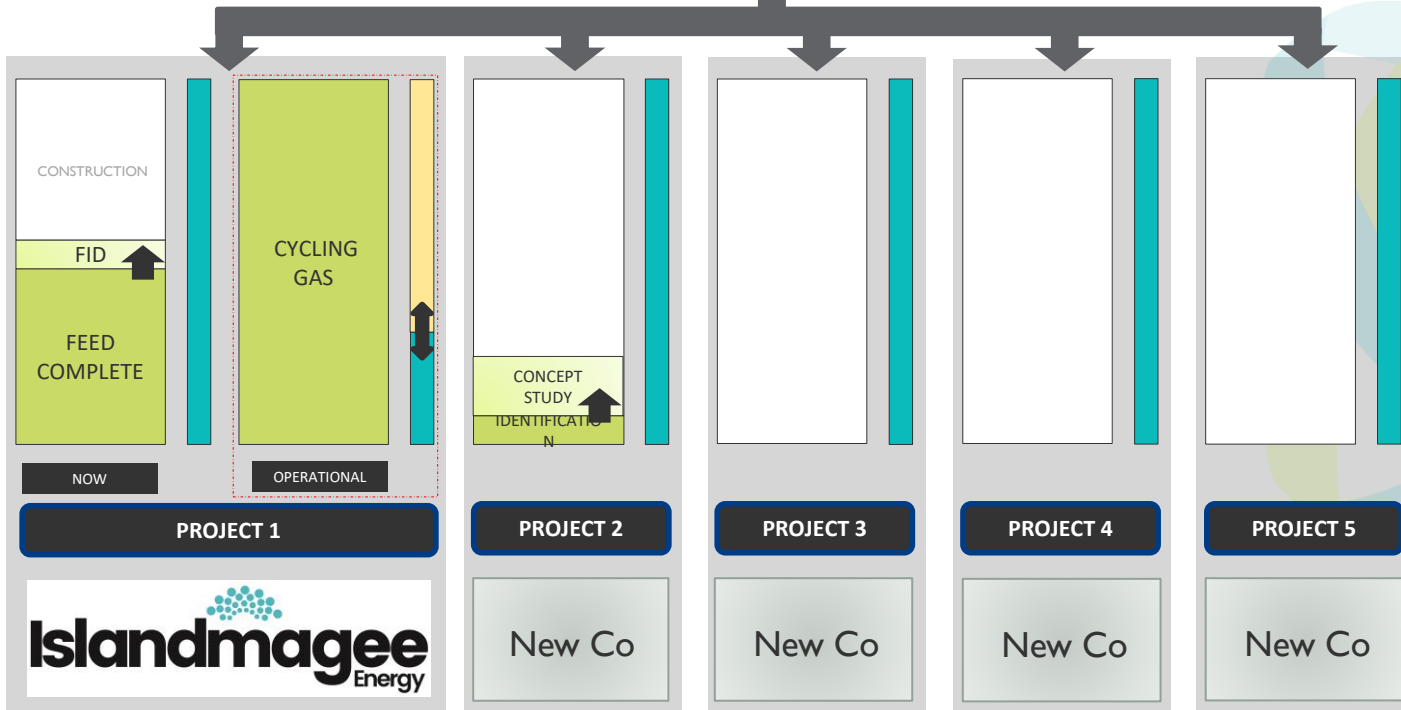 CONSTRUCTION
FID
FEED
COMPLETE
NOW
CYCLING
GAS
OPERATIONAL
PROJECT 1
Islandmagee
Energy
CONCEPT
STUDY
IDENTIFICATIO
N
PROJECT 2
New Co
PROJECT 3
New Co
PROJECT 4
New Co
PROJECT 5
New Co